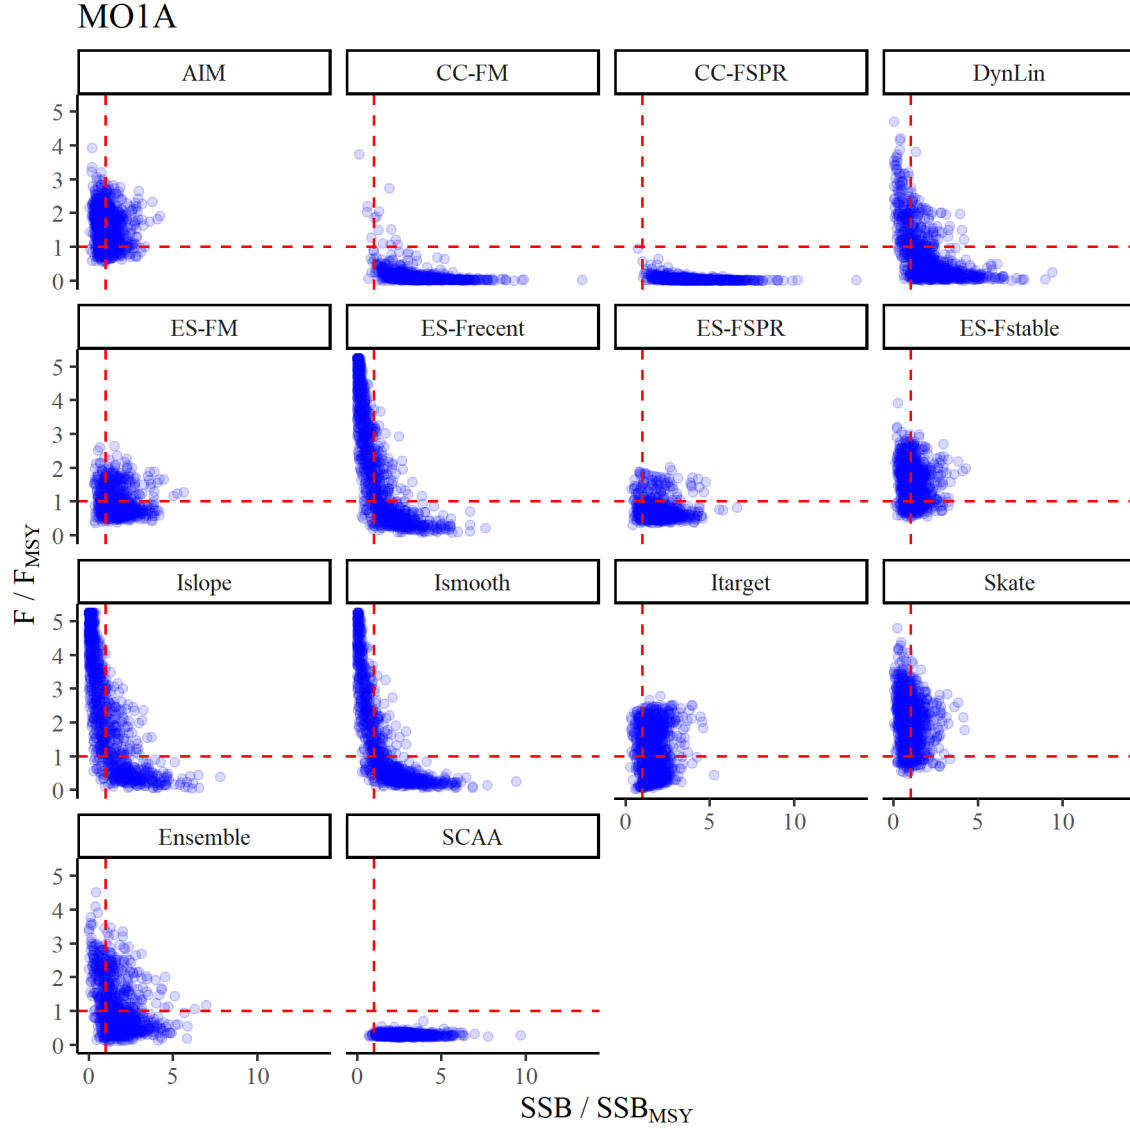 MO1A
AIM
CC-FM
CC-FSPR
DynLin
5
4
3
2
1
0
ES-FM
ES-Frecent
ES-FSPR
ES-Fstable
5
4
3
2
1
0
Islope
Ismooth
Itarget
Skate
5
4
3
2
1
0
0 5 10
0 5 10
Ensemble
SCAA
5
4
3
2
1
0
0 5 10
0 5 10
F / FMSY
SSB / SSBMSY